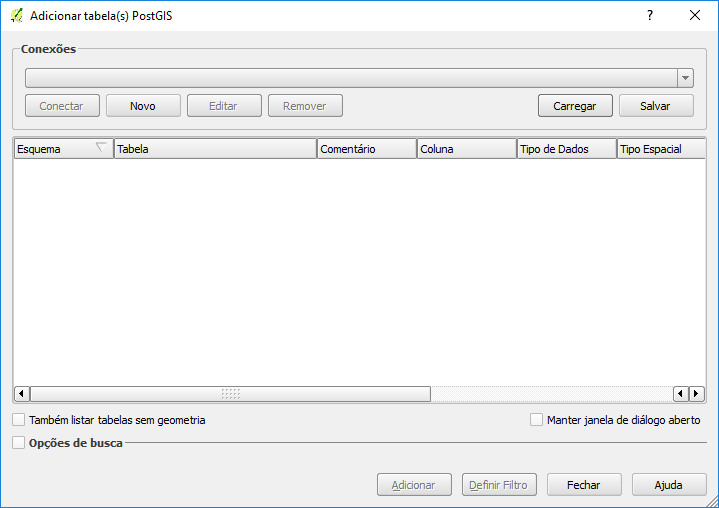 Adicionar tabela(s) PostGIS ?
Conexões
Conectar Novo Editar Remover Carregar Salvar
Esquema Tabela Comentário Coluna Tipo de Dados Tipo Espacial
Também listar tabelas sem geometria Manter janela de diálogo aberto
Opções de busca
Adicionar Definir Filtro Fechar Ajuda